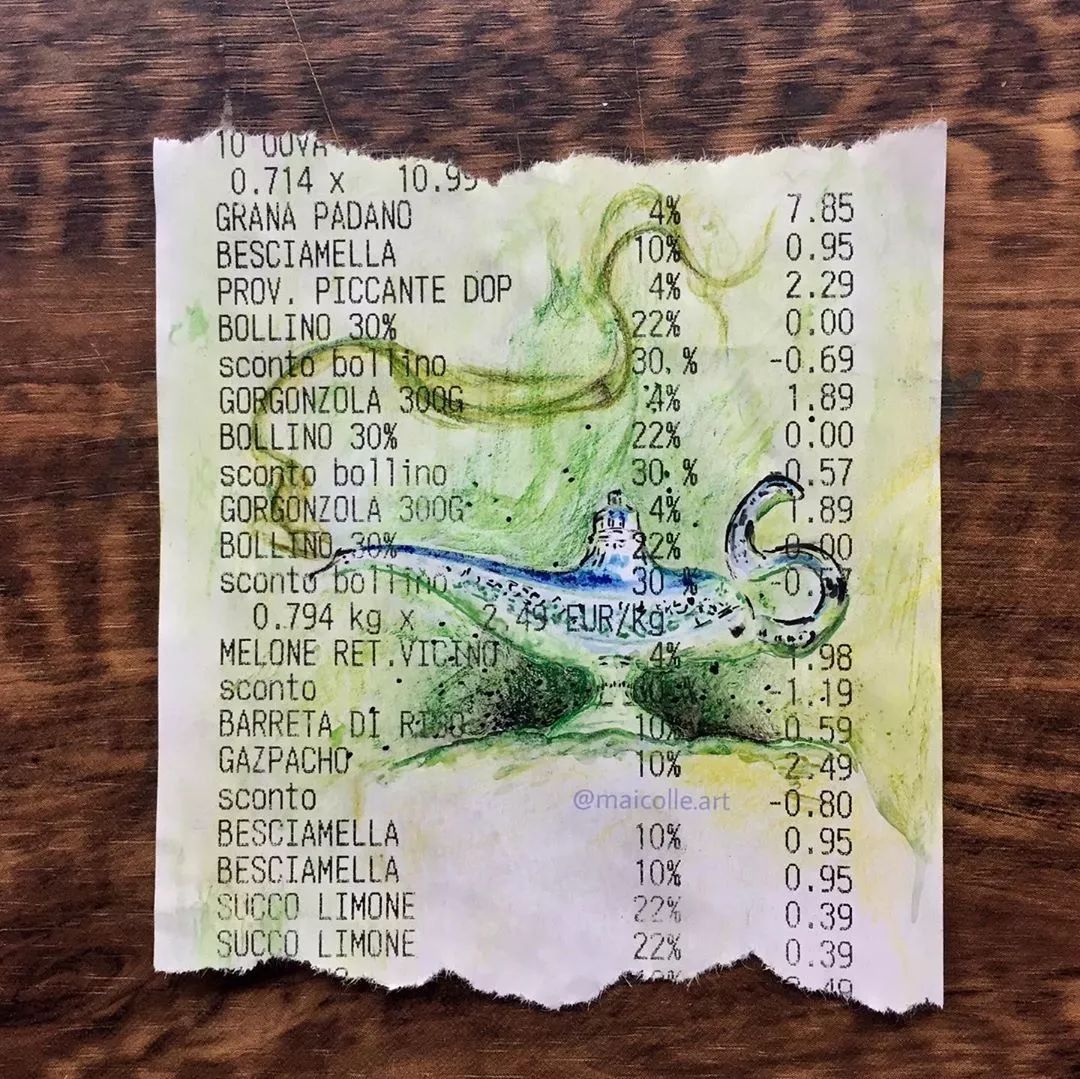 10 UOVA
0.714 x 10.99
GRANA PADANO 4% 7.85
BESCIAMELLA 10% 0.95
PROV. PICCANTE DOP 4% 2.29
BOLLINO 30% 22% 0.00
sconto bollino 30.% -0.69
GORGONZOLA 300G 4% 1.89
BOLLINO 30% 22% 0.00
sconto bollino 30.% -0.57
GORGONZOLA 300G 4% 1.89
BOLLINO 30% 22% 0.00
sconto bollino 30 %
0.794 kg x 2.49 EUR/kg
MELONE RET.VICINO 4% 1.98
sconto -1.19
BARRETA DI RISO 10% 0.59
GAZPACHO 10% 2.49
@maicolle.art
sconto -0.80
BESCIAMELLA 10% 0.95
BESCIAMELLA 10% 0.95
SUCCO LIMONE 22% 0.39
SUCCO LIMONE 22% 0.39